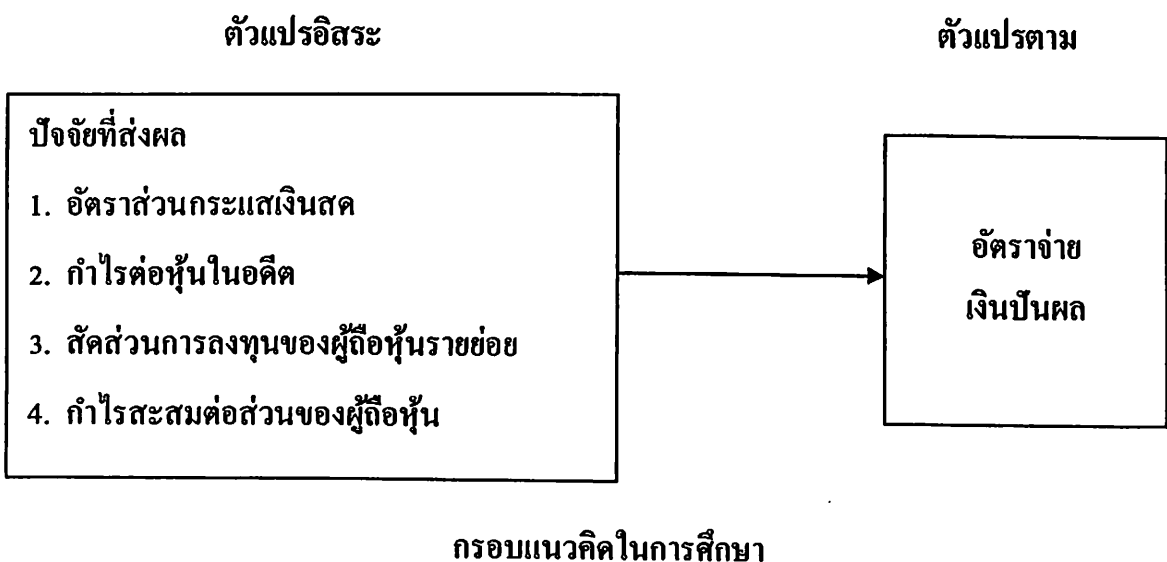 ตัวแปรอิสระ
ตัวแปรตาม
ปัจจัยที่ส่งผล
1. อัตราส่วนกระแสเงินสด
2. กำไรต่อหุ้นในอดีต
3. สัดส่วนการลงทุนของผู้ถือหุ้นรายย่อย
4. กำไรสะสมต่อส่วนของผู้ถือหุ้น
อัตราจ่าย
เงินปันผล
กรอบแนวคิดในการศึกษา